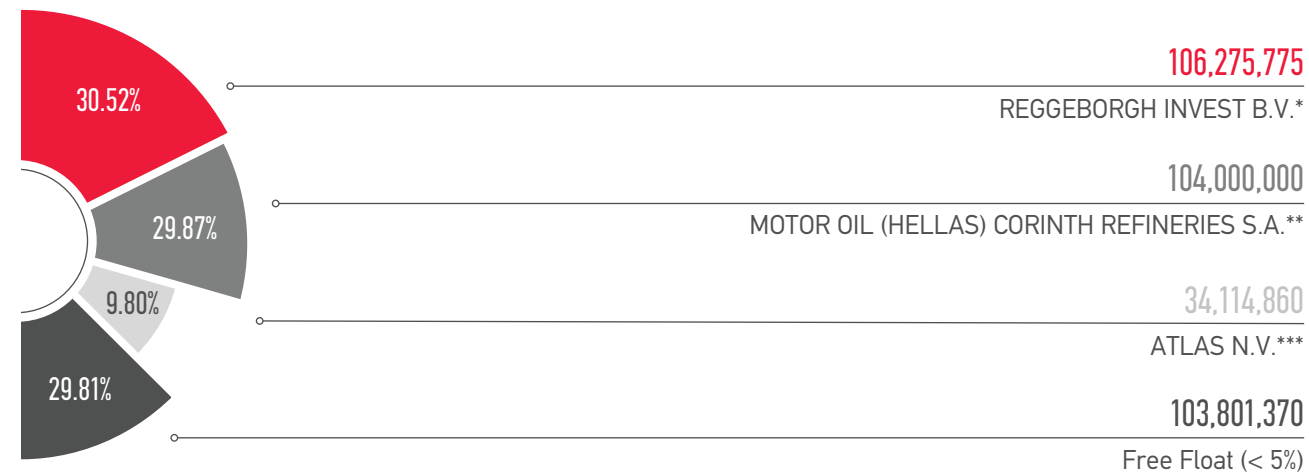 30.52%
106,275,775
REGGEBORGH INVEST B.V.*
29.87%
104,000,000
MOTOR OIL (HELLAS) CORINTH REFINERIES S.A.**
9.80%
34,114,860
ATLAS N.V.***
29.81%
103,801,370
Free Float (< 5%)